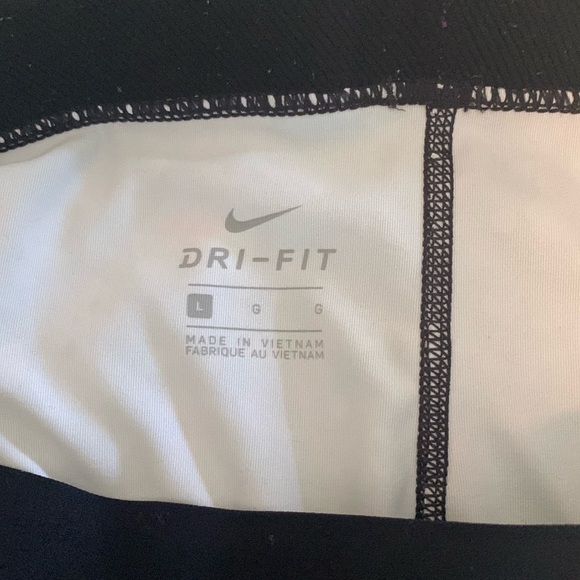 DRI-FIT
L G G
MADE IN VIETNAM
FABRIQUE AU VIETNAM